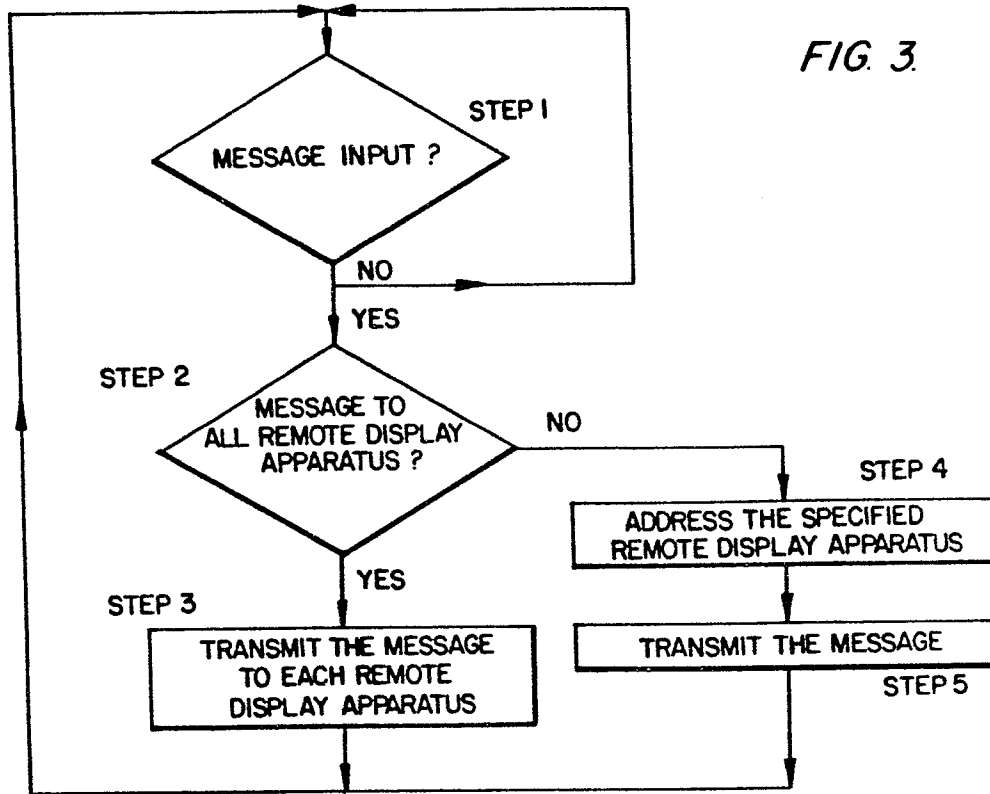 FIG. 3.
STEP 1
MESSAGE INPUT ?
NO
YES
STEP 2
MESSAGE TO
ALL REMOTE DISPLAY
APPARATUS ?
NO
YES
STEP 3
TRANSMIT THE MESSAGE
TO EACH REMOTE
DISPLAY APPARATUS
STEP 4
ADDRESS THE SPECIFIED
REMOTE DISPLAY APPARATUS
TRANSMIT THE MESSAGE
STEP 5